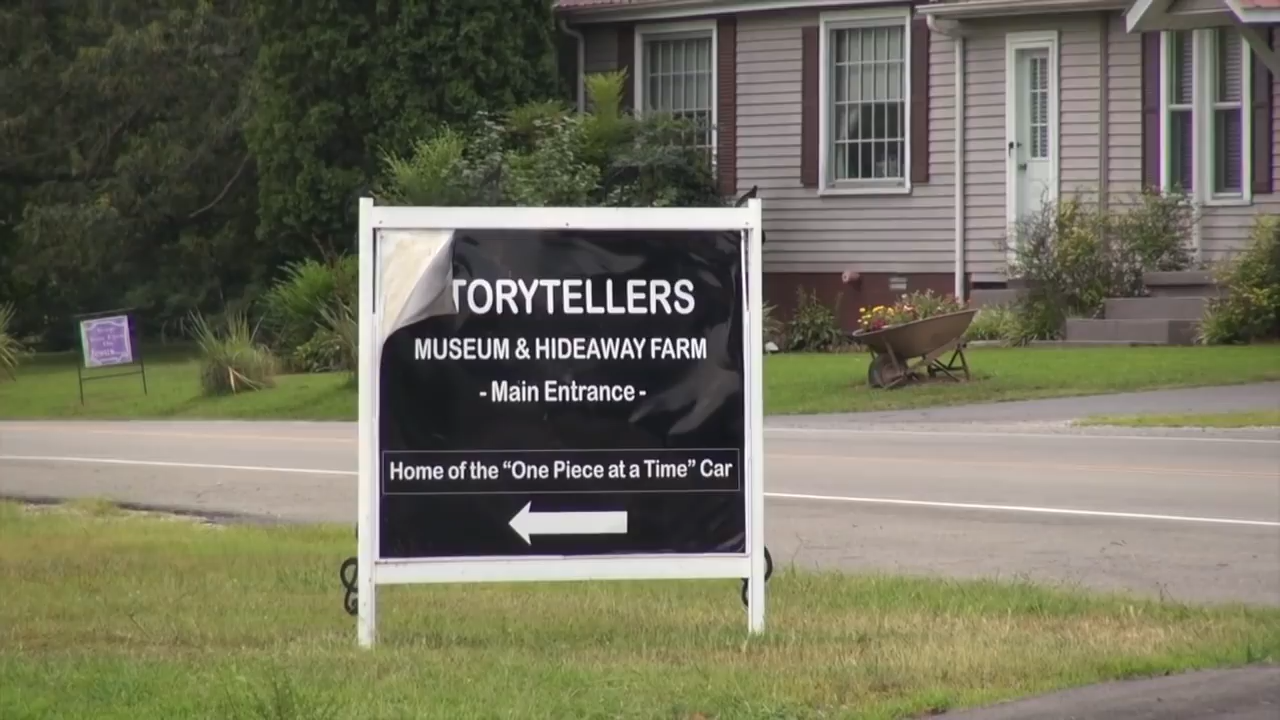 TORYTELLERS
MUSEUM & HIDEAWAY FARM
- Main Entrance -
Home of the “One Piece at a Time” Car